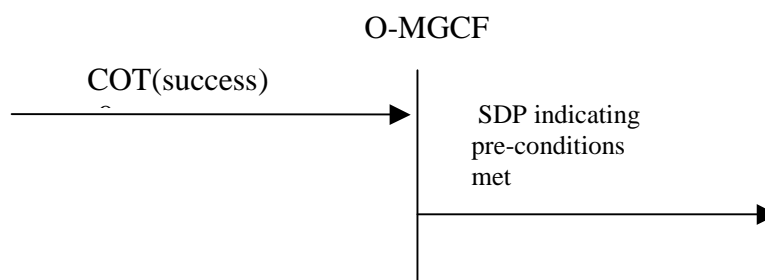 O-MGCF
COT(success)
SDP indicating
pre-conditions
met